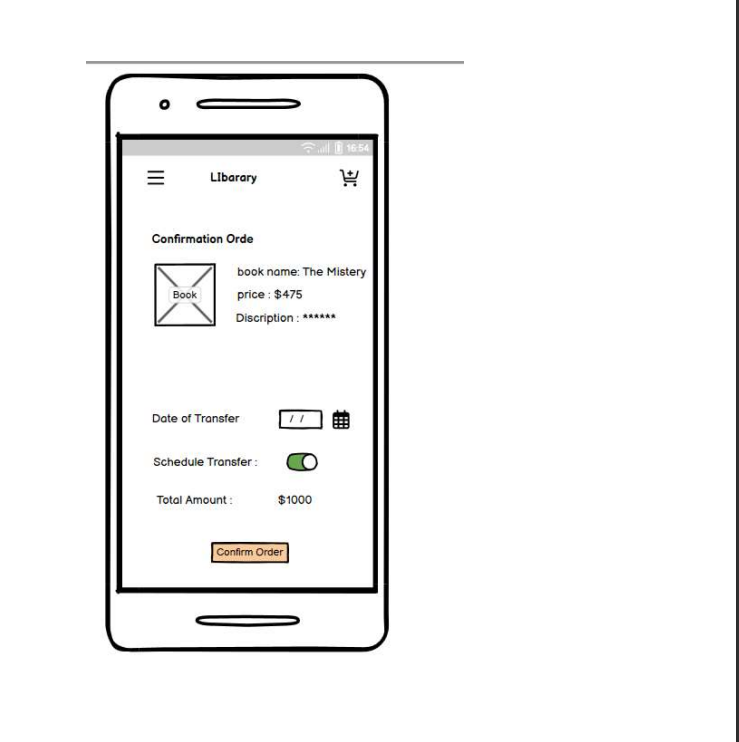 16:54
LIbarary
Confirmation Orde
book name: The Mistery
Book
price : $475
Discription : ******
Date of Transfer / /
Schedule Transfer :
Total Amount : $1000
Confirm Order